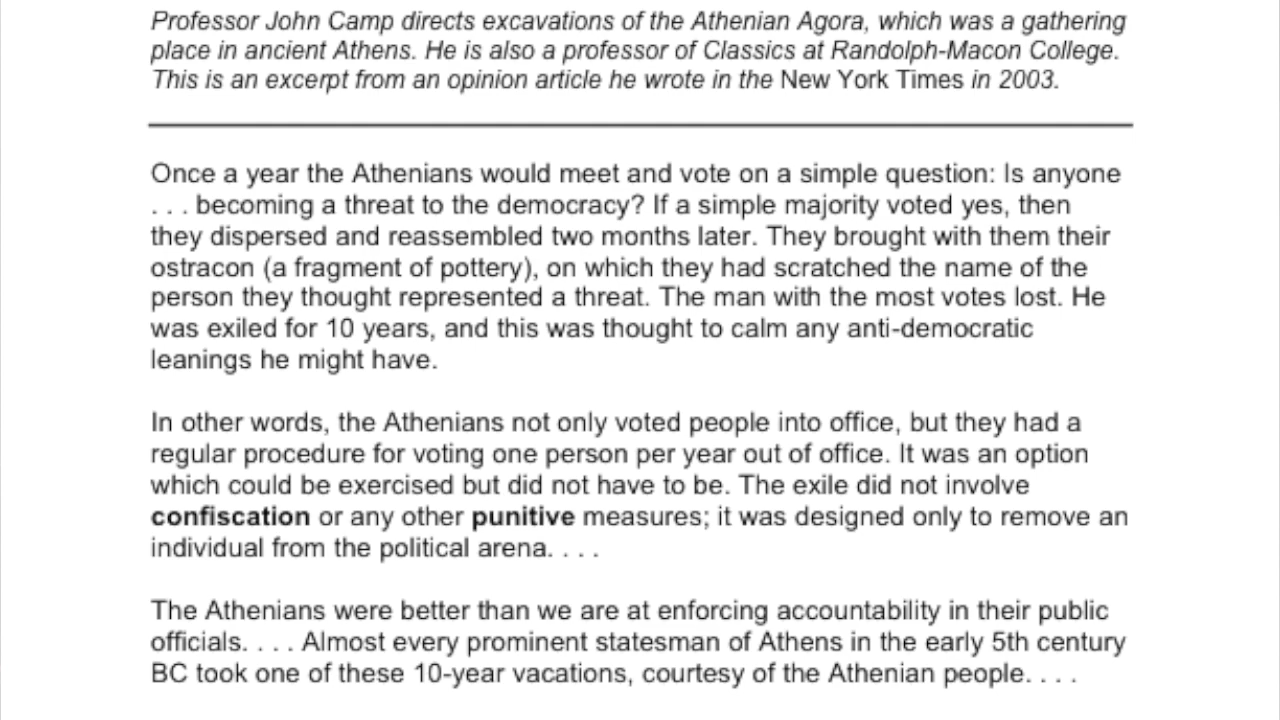 Professor John Camp directs excavations of the Athenian Agora, which was a gathering
place in ancient Athens. He is also a professor of Classics at Randolph-Macon College.
This is an excerpt from an opinion article he wrote in the New York Times in 2003.
Once a year the Athenians would meet and vote on a simple question: Is anyone
. . . becoming a threat to the democracy? If a simple majority voted yes, then
they dispersed and reassembled two months later. They brought with them their
ostracon (a fragment of pottery), on which they had scratched the name of the
person they thought represented a threat. The man with the most votes lost. He
was exiled for 10 years, and this was thought to calm any anti-democratic
leanings he might have.
In other words, the Athenians not only voted people into office, but they had a
regular procedure for voting one person per year out of office. It was an option
which could be exercised but did not have to be. The exile did not involve
confiscation or any other punitive measures; it was designed only to remove an
individual from the political arena. . . .
The Athenians were better than we are at enforcing accountability in their public
officials. . . . Almost every prominent statesman of Athens in the early 5th century
BC took one of these 10-year vacations, courtesy of the Athenian people. . . .